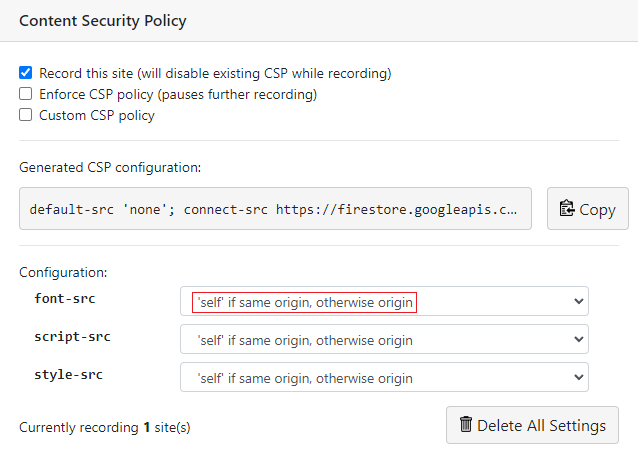 Content Security Policy
Record this site (will disable existing CSP while recording)
Enforce CSP policy (pauses further recording)
Custom CSP policy
Generated CSP configuration:
default-src 'none'; connect-src https://firestore.googleapis.c... Copy
Configuration:
font-src 'self' if same origin, otherwise origin
script-src 'self' if same origin, otherwise origin
style-src 'self' if same origin, otherwise origin
Currently recording 1 site(s) Delete All Settings